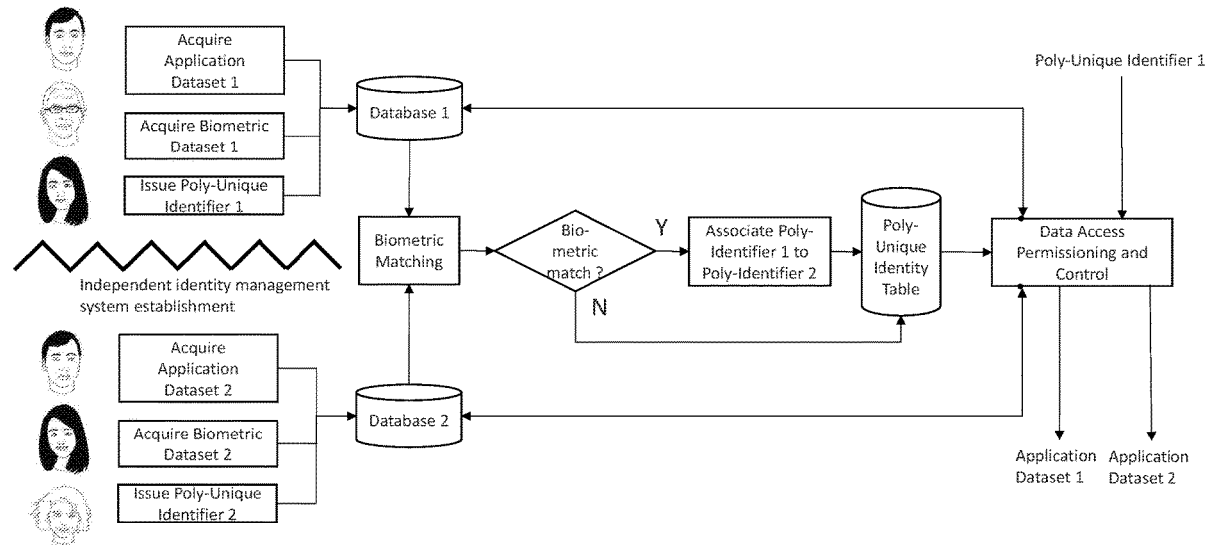 Acquire
Application
Dataset 1
Acquire Biometric
Dataset 1
Issue Poly-Unique
Identifier 1
Database 1
Poly-Unique Identifier 1
Biometric
Matching
Bio-
metric
match ?
Y
N
Associate Poly-
Identifier 1 to
Poly-Identifier 2
Poly-
Unique
Identity
Table
Data Access
Permissioning and
Control
Independent identity management
system establishment
Acquire
Application
Dataset 2
Acquire Biometric
Dataset 2
Issue Poly-Unique
Identifier 2
Database 2
Application
Dataset 1
Application
Dataset 2